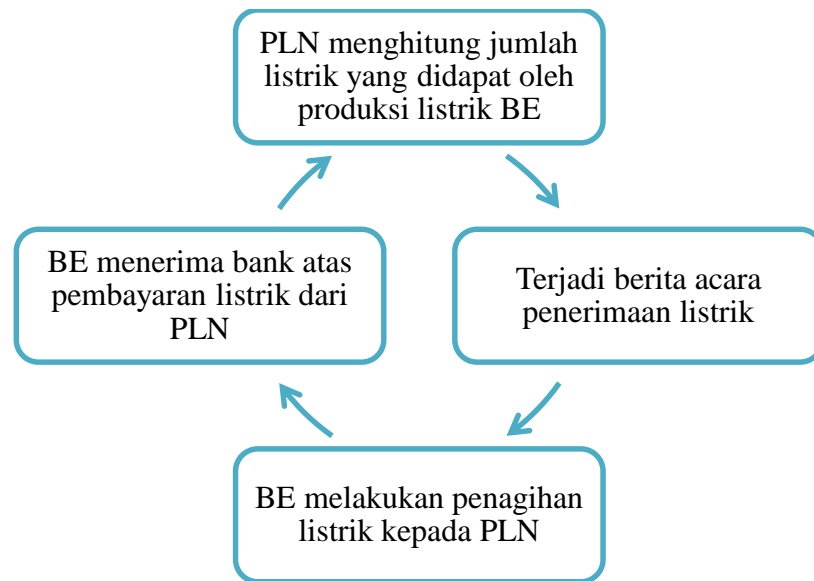 PLN menghitung jumlah
listrik yang didapat oleh
produksi listrik BE
Terjadi berita acara
penerimaan listrik
BE melakukan penagihan
listrik kepada PLN
BE menerima bank atas
pembayaran listrik dari
PLN